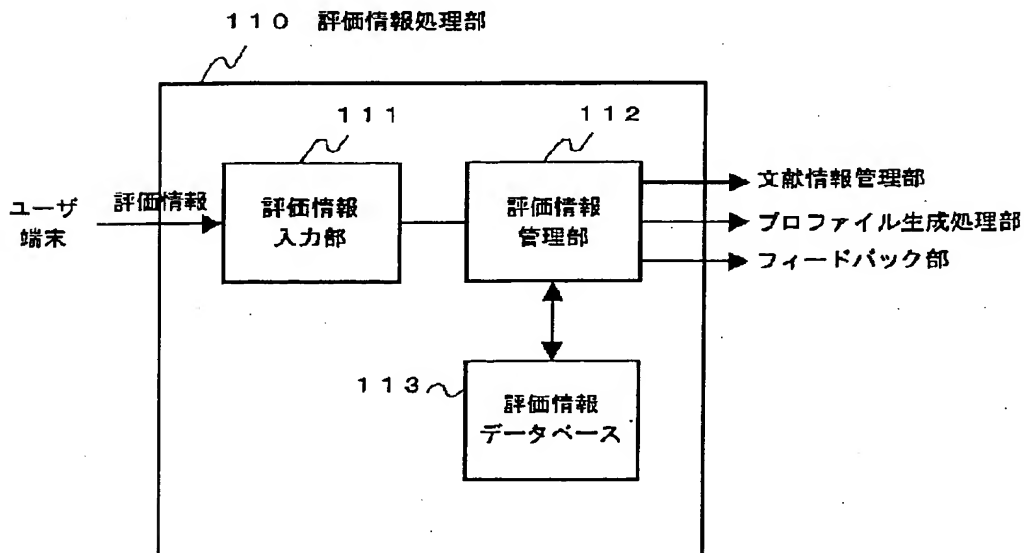 １１０ 評価情報処理部
１１１
１１２
ユーザ
端末
評価情報
評価情報
入力部
評価情報
管理部
文献情報管理部
プロファイル生成処理部
フィードバック部
１１３
評価情報
データベース